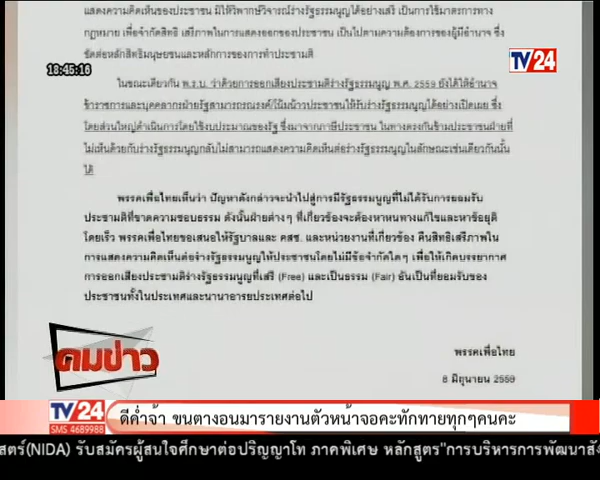 แสดงความคิดเห็นของประชาชน มิให้วิพากษ์วิจารณ์ร่างรัฐธรรมนูญได้อย่างเสรี เป็นการใช้มาตรการทาง
กฎหมาย เพื่อจำกัดสิทธิ เสรีภาพในการแสดงออกของประชาชน เป็นไปตามความต้องการของผู้มีอำนาจ ซึ่ง
ขัดต่อหลักสิทธิมนุษยชนและหลักการของการทำประชามติ
18:45:16
TV24
ในขณะเดียวกัน พ.ร.บ. ว่าด้วยการออกเสียงประชามติร่างรัฐธรรมนูญ พ.ศ. 2559 ยังได้ให้อำนาจ
ข้าราชการและบุคคลากรฝ่ายรัฐสามารถรณรงค์/โน้มน้าวประชาชนให้รับร่างรัฐธรรมนูญได้อย่างเปิดเผย ซึ่ง
โดยส่วนใหญ่ดำเนินการโดยใช้งบประมาณของรัฐ ซึ่งมาจากภาษีประชาชน ในทางตรงกันข้ามประชาชนฝ่ายที่
ไม่เห็นด้วยกับร่างรัฐธรรมนูญกลับไม่สามารถแสดงความคิดเห็นต่อร่างรัฐธรรมนูญในลักษณะเช่นเดียวกันนั้น
ได้
พรรคเพื่อไทยเห็นว่า ปัญหาดังกล่าวจะนำไปสู่การมีรัฐธรรมนูญที่ไม่ได้รับการยอมรับ
ประชามติที่ขาดความชอบธรรม ดังนั้นฝ่ายต่างๆ ที่เกี่ยวข้องจะต้องหาหนทางแก้ไขและหาข้อยุติ
โดยเร็ว พรรคเพื่อไทยขอเสนอให้รัฐบาลและ คสช. และหน่วยงานที่เกี่ยวข้อง คืนสิทธิเสรีภาพใน
การแสดงความคิดเห็นต่อร่างรัฐธรรมนูญให้ประชาชนโดยไม่มีข้อจำกัดใดๆ เพื่อให้เกิดบรรยากาศ
การออกเสียงประชามติร่างรัฐธรรมนูญที่เสรี (Free) และเป็นธรรม (Fair) อันเป็นที่ยอมรับของ
ประชาชนทั้งในประเทศและนานาอารยประเทศต่อไป
คมข่าว
พรรคเพื่อไทย
8 มิถุนายน 2559
TV24
SMS 4689988
ดีค่ำจ้า ขนตางอนมารายงานตัวหน้าจอคะทักทายทุกๆคนคะ
สตร์(NIDA) รับสมัครผู้สนใจศึกษาต่อปริญญาโท ภาคพิเศษ หลักสูตร"การบริหารการพัฒนาสัง